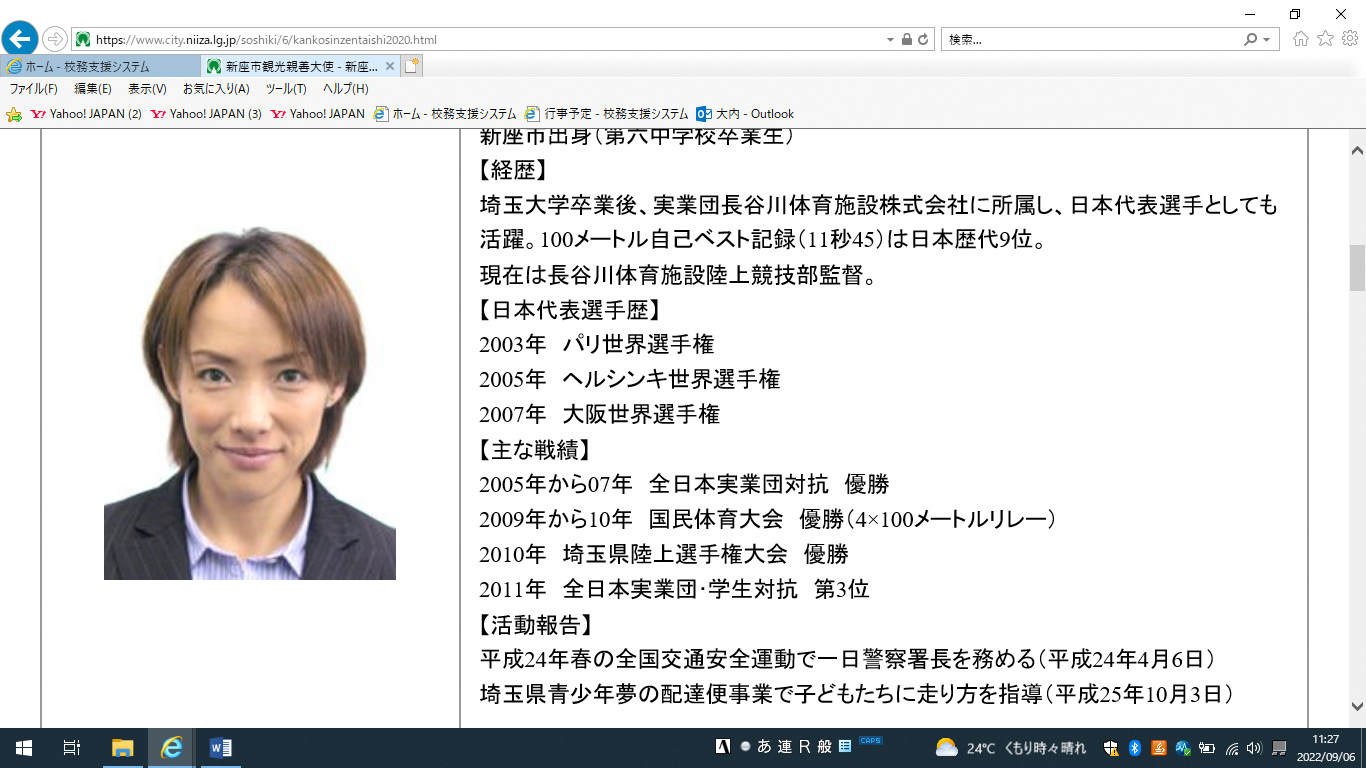 https://www.city.niiza.lg.jp/soshiki/6/kankosinzentaishi2020.html
検索...
ホーム - 校務支援システム
新座市観光親善大使 - 新座...
ファイル(F) 編集(E) 表示(V) お気に入り(A) ツール(T) ヘルプ(H)
Yahoo! JAPAN (2) Yahoo! JAPAN (3) Yahoo! JAPAN ホーム - 校務支援システム 行事予定 - 校務支援システム 大内 - Outlook
新座市出身（第六中学校卒業生）
【経歴】
埼玉大学卒業後、実業団長谷川体育施設株式会社に所属し、日本代表選手としても
活躍。100メートル自己ベスト記録（11秒45）は日本歴代9位。
現在は長谷川体育施設陸上競技部監督。
【日本代表選手歴】
2003年　パリ世界選手権
2005年　ヘルシンキ世界選手権
2007年　大阪世界選手権
【主な戦績】
2005年から07年　全日本実業団対抗　優勝
2009年から10年　国民体育大会　優勝（4×100メートルリレー）
2010年　埼玉県陸上選手権大会　優勝
2011年　全日本実業団・学生対抗　第3位
【活動報告】
平成24年春の全国交通安全運動で一日警察署長を務める（平成24年4月6日）
埼玉県青少年夢の配達便事業で子どもたちに走り方を指導（平成25年10月3日）
A あ 連 R 般 CAPS
24℃ くもり時々晴れ
11:27
2022/09/06